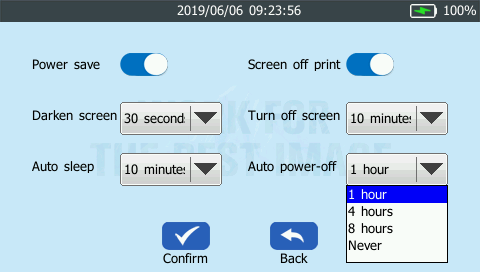 2019/06/06 09:23:56 100%
Power save Screen off print
Darken screen 30 second Turn off screen 10 minute
Auto sleep 10 minute Auto power-off 1 hour
1 hour
4 hours
8 hours
Never
Confirm Back